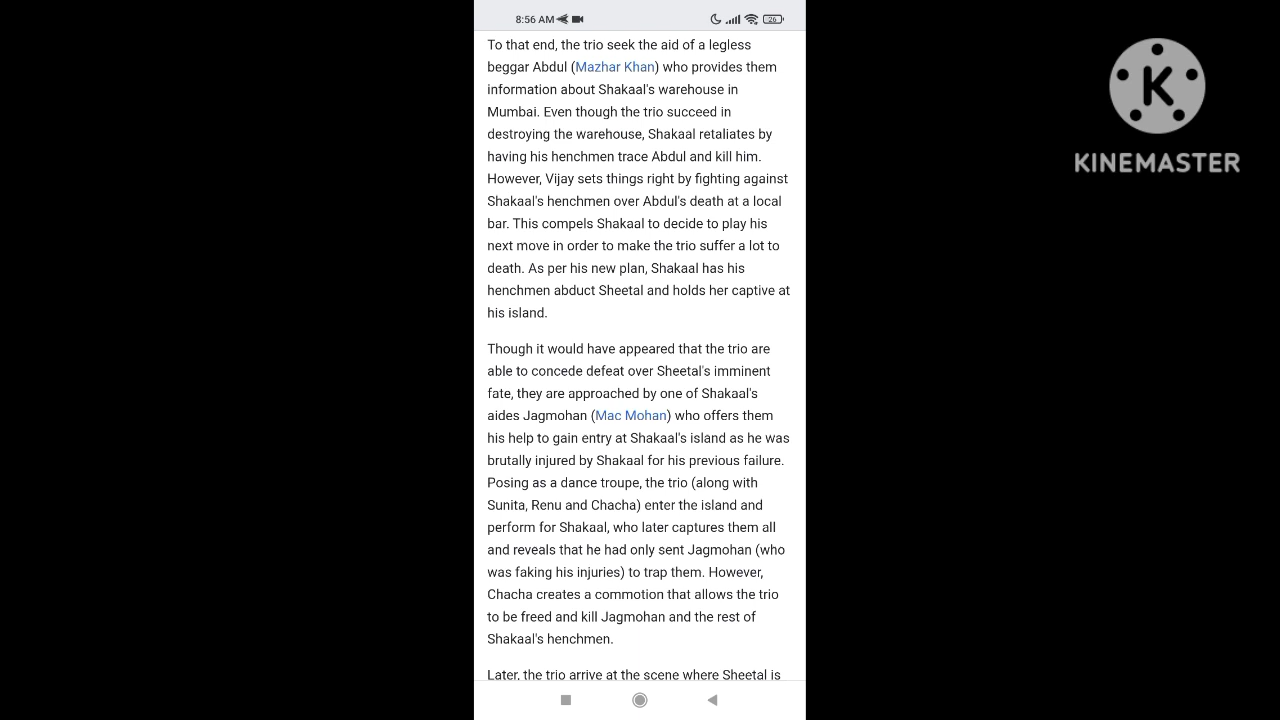 8:56 AM
26
To that end, the trio seek the aid of a legless
beggar Abdul (Mazhar Khan) who provides them
information about Shakaal's warehouse in
Mumbai. Even though the trio succeed in
destroying the warehouse, Shakaal retaliates by
having his henchmen trace Abdul and kill him.
However, Vijay sets things right by fighting against
Shakaal's henchmen over Abdul's death at a local
bar. This compels Shakaal to decide to play his
next move in order to make the trio suffer a lot to
death. As per his new plan, Shakaal has his
henchmen abduct Sheetal and holds her captive at
his island.
Though it would have appeared that the trio are
able to concede defeat over Sheetal's imminent
fate, they are approached by one of Shakaal's
aides Jagmohan (Mac Mohan) who offers them
his help to gain entry at Shakaal's island as he was
brutally injured by Shakaal for his previous failure.
Posing as a dance troupe, the trio (along with
Sunita, Renu and Chacha) enter the island and
perform for Shakaal, who later captures them all
and reveals that he had only sent Jagmohan (who
was faking his injuries) to trap them. However,
Chacha creates a commotion that allows the trio
to be freed and kill Jagmohan and the rest of
Shakaal's henchmen.
Later, the trio arrive at the scene where Sheetal is
K
KINEMASTER